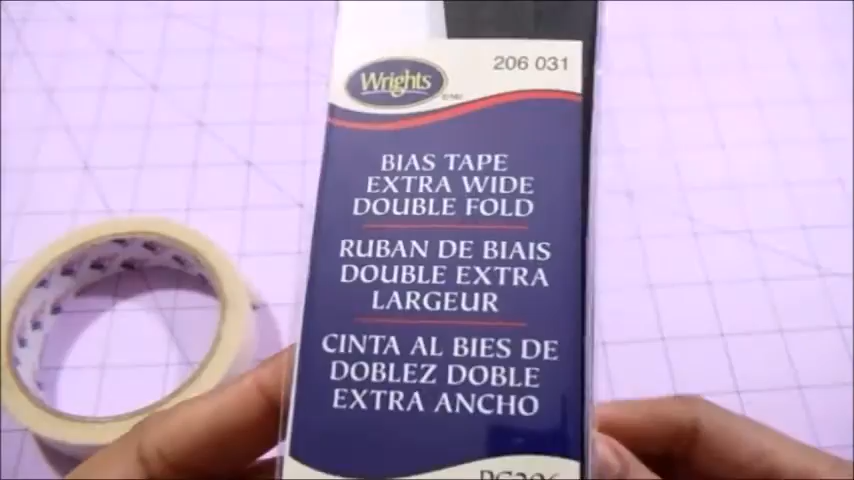 Wrights
206 031
BIAS TAPE
EXTRA WIDE
DOUBLE FOLD
RUBAN DE BIAIS
DOUBLE EXTRA
LARGEUR
CINTA AL BIES DE
DOBLEZ DOBLE
EXTRA ANCHO